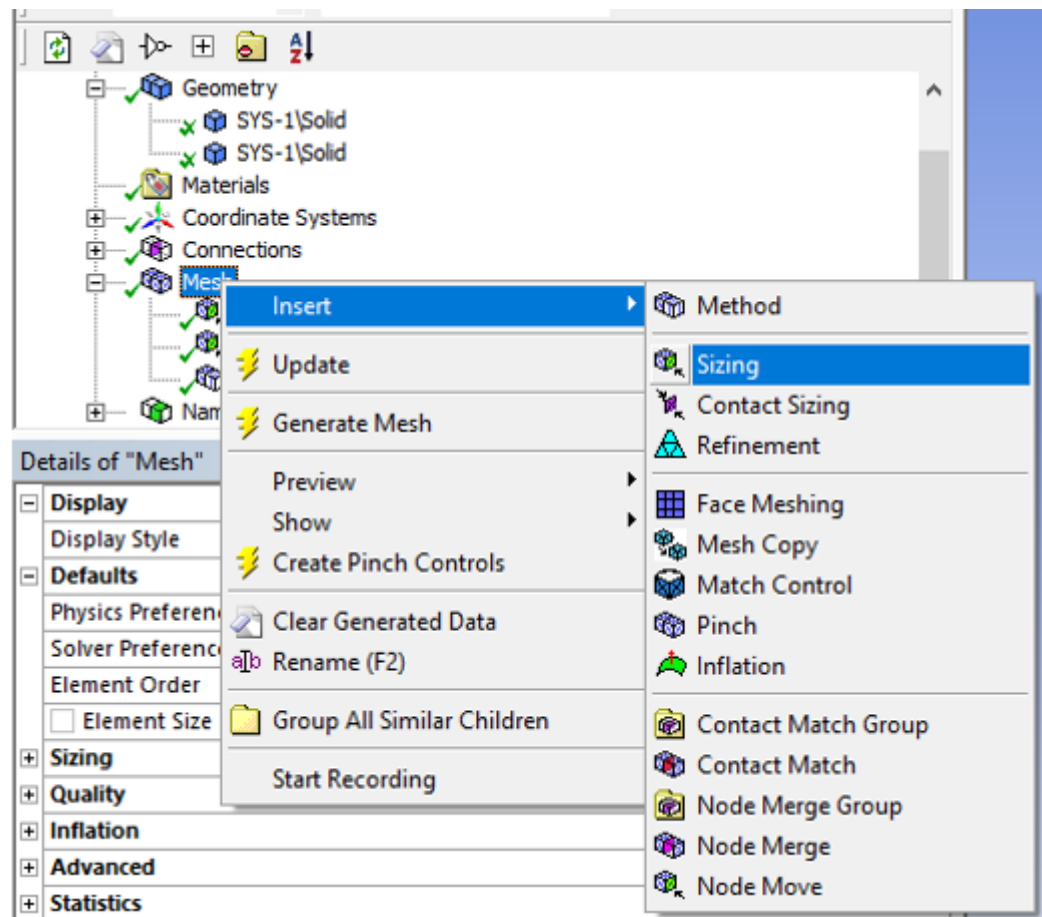 Geometry
SYS-1\Solid
SYS-1\Solid
Materials
Coordinate Systems
Connections
Mesh
Nam
Insert
Update
Generate Mesh
Preview
Show
Create Pinch Controls
Clear Generated Data
Rename (F2)
Group All Similar Children
Start Recording
Method
Sizing
Contact Sizing
Refinement
Face Meshing
Mesh Copy
Match Control
Pinch
Inflation
Contact Match Group
Contact Match
Node Merge Group
Node Merge
Node Move
Details of "Mesh"
Display
Display Style
Defaults
Physics Preferenc
Solver Preferenc
Element Order
Element Size
Sizing
Quality
Inflation
Advanced
Statistics